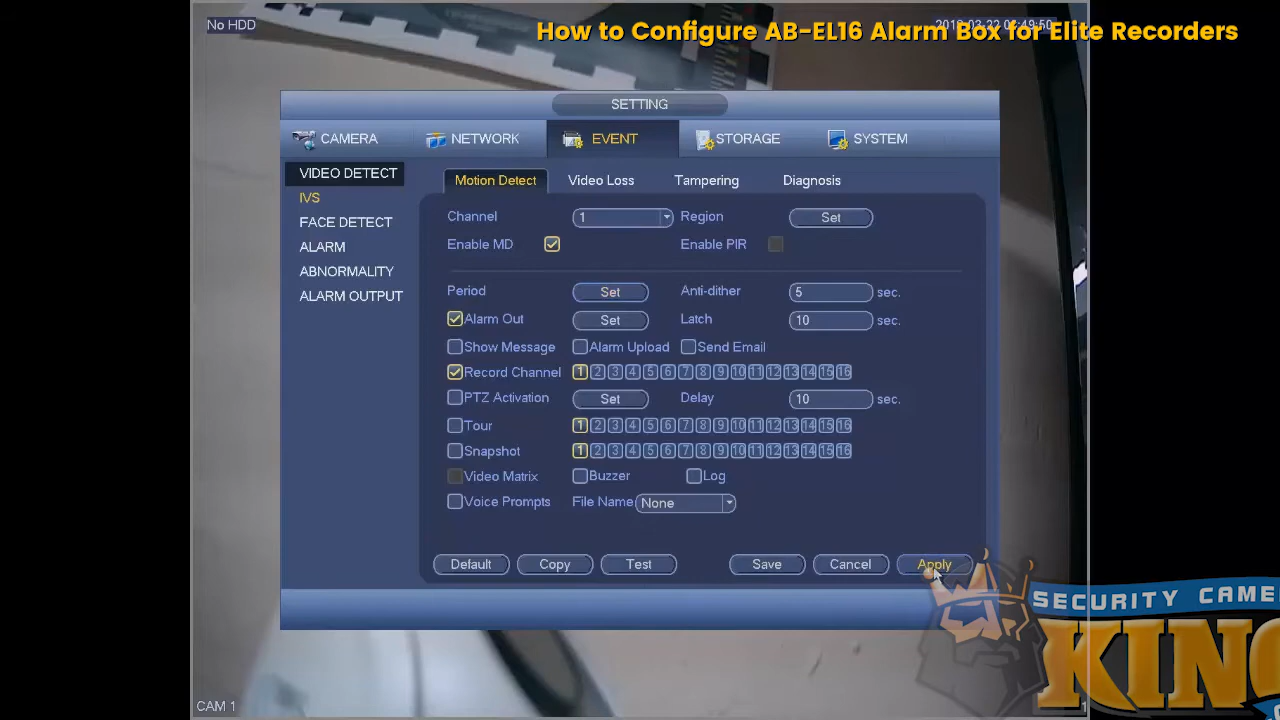 No HDD
How to Configure AB-EL16 Alarm Box for Elite Recorders
SETTING
CAMERA NETWORK EVENT STORAGE SYSTEM
VIDEO DETECT
IVS
FACE DETECT
ALARM
ABNORMALITY
ALARM OUTPUT
Motion Detect Video Loss Tampering Diagnosis
Channel 1 Region Set
Enable MD Enable PIR
Period Set Anti-dither 5 sec.
Alarm Out Set Latch 10 sec.
Show Message Alarm Upload Send Email
Record Channel 1 2 3 4 5 6 7 8 9 10 11 12 13 14 15 16
PTZ Activation Set Delay 10 sec.
Tour 1 2 3 4 5 6 7 8 9 10 11 12 13 14 15 16
Snapshot 1 2 3 4 5 6 7 8 9 10 11 12 13 14 15 16
Video Matrix Buzzer Log
Voice Prompts File Name None
Default Copy Test Save Cancel Apply
SECURITY CAME
KING
CAM 1